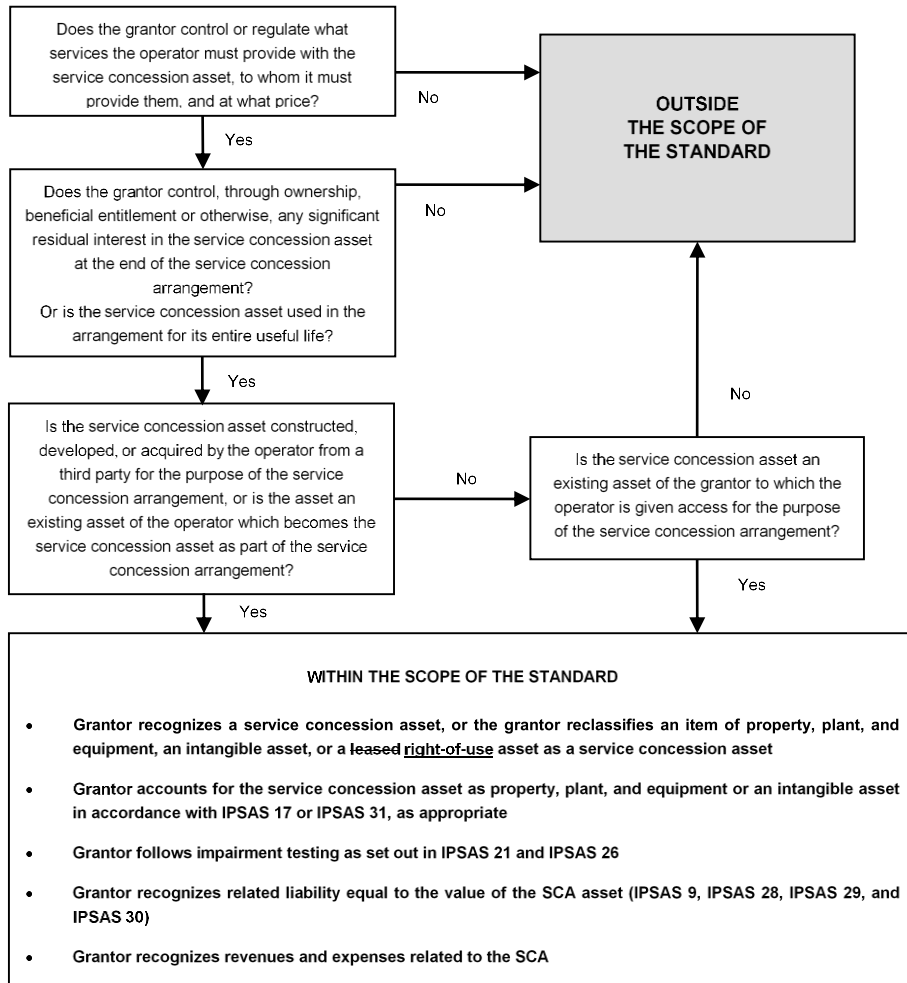 Does the grantor control or regulate what
services the operator must provide with the
service concession asset, to whom it must
provide them, and at what price?
No
OUTSIDE
THE SCOPE OF
THE STANDARD
Yes
Does the grantor control, through ownership,
beneficial entitlement or otherwise, any significant
residual interest in the service concession asset
at the end of the service concession
arrangement?
Or is the service concession asset used in the
arrangement for its entire useful life?
No
Yes
No
Is the service concession asset constructed,
developed, or acquired by the operator from a
third party for the purpose of the service
concession arrangement, or is the asset an
existing asset of the operator which becomes the
service concession asset as part of the service
concession arrangement?
No
Is the service concession asset an
existing asset of the grantor to which the
operator is given access for the purpose
of the service concession arrangement?
Yes
Yes
WITHIN THE SCOPE OF THE STANDARD
• Grantor recognizes a service concession asset, or the grantor reclassifies an item of property, plant, and
equipment, an intangible asset, or a leased right-of-use asset as a service concession asset
• Grantor accounts for the service concession asset as property, plant, and equipment or an intangible asset
in accordance with IPSAS 17 or IPSAS 31, as appropriate
• Grantor follows impairment testing as set out in IPSAS 21 and IPSAS 26
• Grantor recognizes related liability equal to the value of the SCA asset (IPSAS 9, IPSAS 28, IPSAS 29, and
IPSAS 30)
• Grantor recognizes revenues and expenses related to the SCA